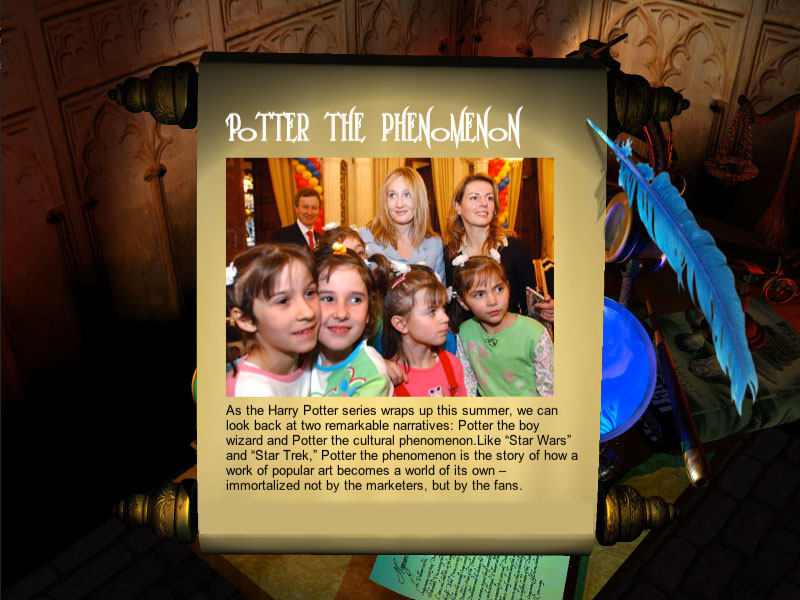 POTTER THE PHENOMENON
As the Harry Potter series wraps up this summer, we can
look back at two remarkable narratives: Potter the boy
wizard and Potter the cultural phenomenon.Like “Star Wars”
and “Star Trek,” Potter the phenomenon is the story of how a
work of popular art becomes a world of its own –
immortalized not by the marketers, but by the fans.